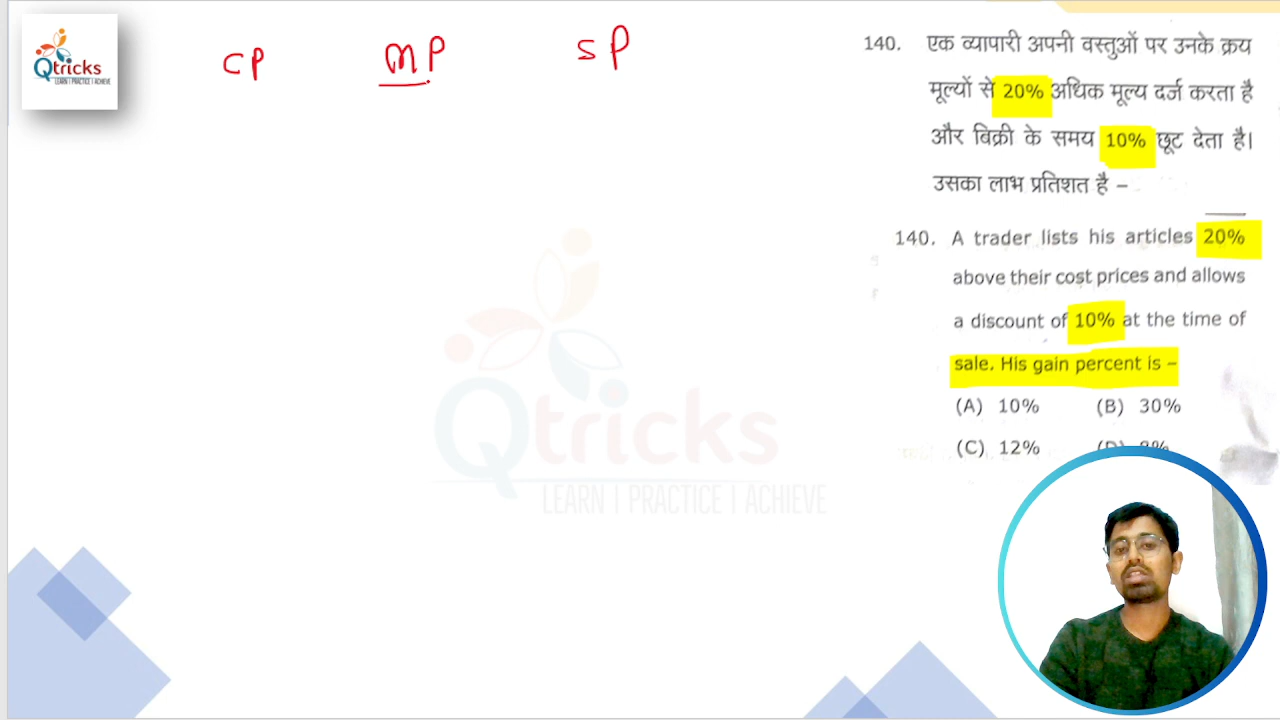 Qtricks
LEARN | PRACTICE | ACHIEVE
CP MP SP
140. एक व्यापारी अपनी वस्तुओं पर उनके क्रय
मूल्यों से 20% अधिक मूल्य दर्ज करता है
और बिक्री के समय 10% छूट देता है।
उसका लाभ प्रतिशत है –
140. A trader lists his articles 20%
above their cost prices and allows
a discount of 10% at the time of
sale. His gain percent is –
(A) 10% (B) 30%
(C) 12% (D) 8%
Qtricks
LEARN | PRACTICE | ACHIEVE